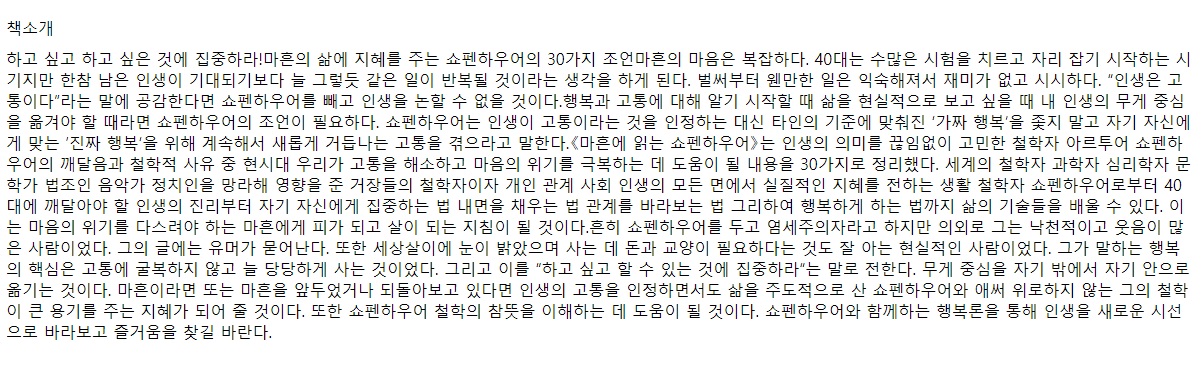 책소개
하고 싶고 하고 싶은 것에 집중하라!마흔의 삶에 지혜를 주는 쇼펜하우어의 30가지 조언마흔의 마음은 복잡하다. 40대는 수많은 시험을 치르고 자리 잡기 시작하는 시
기지만 한참 남은 인생이 기대되기보다 늘 그렇듯 같은 일이 반복될 것이라는 생각을 하게 된다. 벌써부터 웬만한 일은 익숙해져서 재미가 없고 시시하다. “인생은 고
통이다”라는 말에 공감한다면 쇼펜하우어를 빼고 인생을 논할 수 없을 것이다.행복과 고통에 대해 알기 시작할 때 삶을 현실적으로 보고 싶을 때 내 인생의 무게 중심
을 옮겨야 할 때라면 쇼펜하우어의 조언이 필요하다. 쇼펜하우어는 인생이 고통이라는 것을 인정하는 대신 타인의 기준에 맞춰진 ‘가짜 행복’을 좇지 말고 자기 자신에
게 맞는 ‘진짜 행복’을 위해 계속해서 새롭게 거듭나는 고통을 겪으라고 말한다.《마흔에 읽는 쇼펜하우어》는 인생의 의미를 끊임없이 고민한 철학자 아르투어 쇼펜하
우어의 깨달음과 철학적 사유 중 현시대 우리가 고통을 해소하고 마음의 위기를 극복하는 데 도움이 될 내용을 30가지로 정리했다. 세계의 철학자 과학자 심리학자 문
학가 법조인 음악가 정치인을 망라해 영향을 준 거장들의 철학자이자 개인 관계 사회 인생의 모든 면에서 실질적인 지혜를 전하는 생활 철학자 쇼펜하우어로부터 40
대에 깨달아야 할 인생의 진리부터 자기 자신에게 집중하는 법 내면을 채우는 법 관계를 바라보는 법 그리하여 행복하게 하는 법까지 삶의 기술들을 배울 수 있다. 이
는 마음의 위기를 다스려야 하는 마흔에게 피가 되고 살이 되는 지침이 될 것이다.흔히 쇼펜하우어를 두고 염세주의자라고 하지만 의외로 그는 낙천적이고 웃음이 많
은 사람이었다. 그의 글에는 유머가 묻어난다. 또한 세상살이에 눈이 밝았으며 사는 데 돈과 교양이 필요하다는 것도 잘 아는 현실적인 사람이었다. 그가 말하는 행복
의 핵심은 고통에 굴복하지 않고 늘 당당하게 사는 것이었다. 그리고 이를 “하고 싶고 할 수 있는 것에 집중하라”는 말로 전한다. 무게 중심을 자기 밖에서 자기 안으로
옮기는 것이다. 마흔이라면 또는 마흔을 앞두었거나 되돌아보고 있다면 인생의 고통을 인정하면서도 삶을 주도적으로 산 쇼펜하우어와 애써 위로하지 않는 그의 철학
이 큰 용기를 주는 지혜가 되어 줄 것이다. 또한 쇼펜하우어 철학의 참뜻을 이해하는 데 도움이 될 것이다. 쇼펜하우어와 함께하는 행복론을 통해 인생을 새로운 시선
으로 바라보고 즐거움을 찾길 바란다.